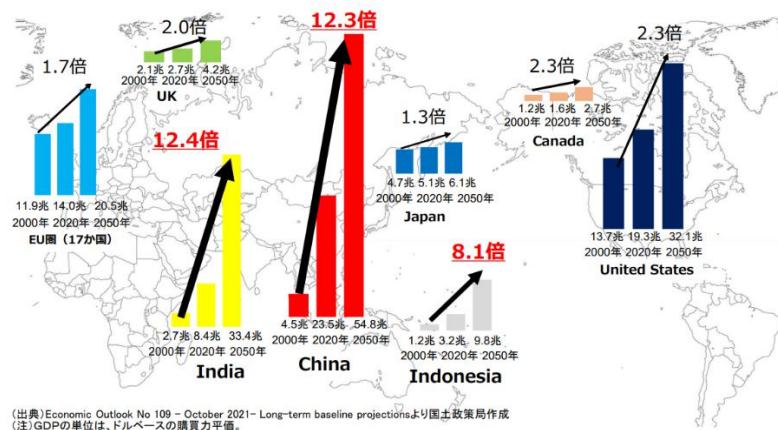 1.7倍
11.9兆 14.0兆 20.5兆
2000年 2020年 2050年
EU圏（17か国）
2.0倍
2.1兆 2.7兆 4.2兆
2000年 2020年 2050年
UK
12.4倍
2.7兆 8.4兆 33.4兆
2000年 2020年 2050年
India
12.3倍
4.5兆 23.5兆 54.8兆
2000年 2020年 2050年
China
1.3倍
4.7兆 5.1兆 6.1兆
2000年 2020年 2050年
Japan
8.1倍
1.2兆 3.2兆 9.8兆
2000年 2020年 2050年
Indonesia
2.3倍
1.2兆 1.6兆 2.7兆
2000年 2020年 2050年
Canada
2.3倍
13.7兆 19.3兆 32.1兆
2000年 2020年 2050年
United States
（出典）Economic Outlook No 109 – October 2021– Long-term baseline projectionsより国土政策局作成
（注）GDPの単位は、ドルベースの購買力平価。